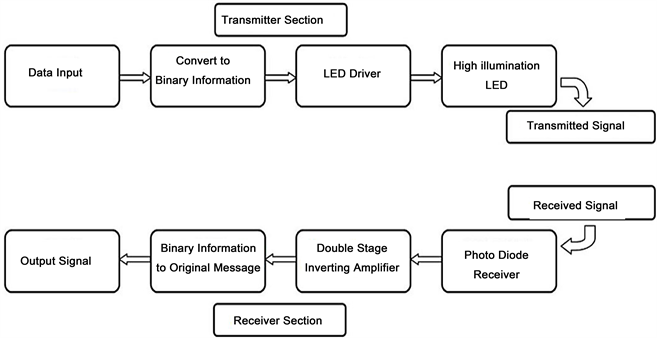 Transmitter Section
Data Input
Convert to
Binary Information
LED Driver
High illumination
LED
Transmitted Signal
Received Signal
Output Signal
Binary Information
to Original Message
Double Stage
Inverting Amplifier
Photo Diode
Receiver
Receiver Section